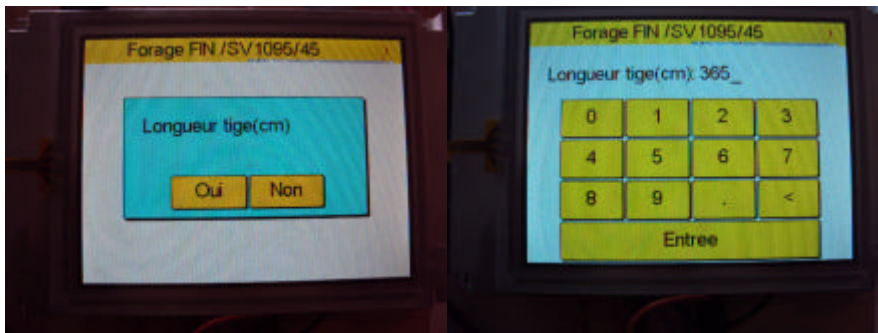 Forage FIN /SV1095/45
Longueur tige(cm)
Oui Non
Forage FIN /SV1095/45
Longueur tige(cm): 365_
0 1 2 3
4 5 6 7
8 9 . <
Entree